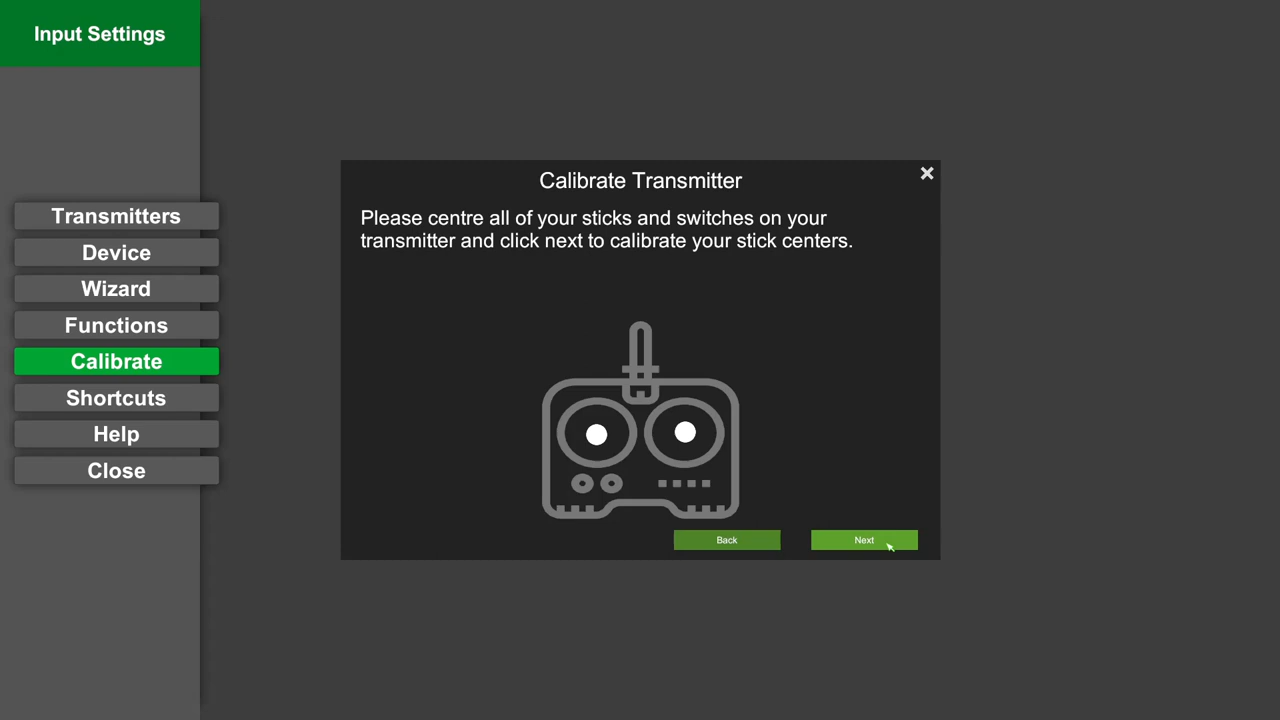 Input Settings
Transmitters
Device
Wizard
Functions
Calibrate
Shortcuts
Help
Close
Calibrate Transmitter
Please centre all of your sticks and switches on your
transmitter and click next to calibrate your stick centers.
Back
Next